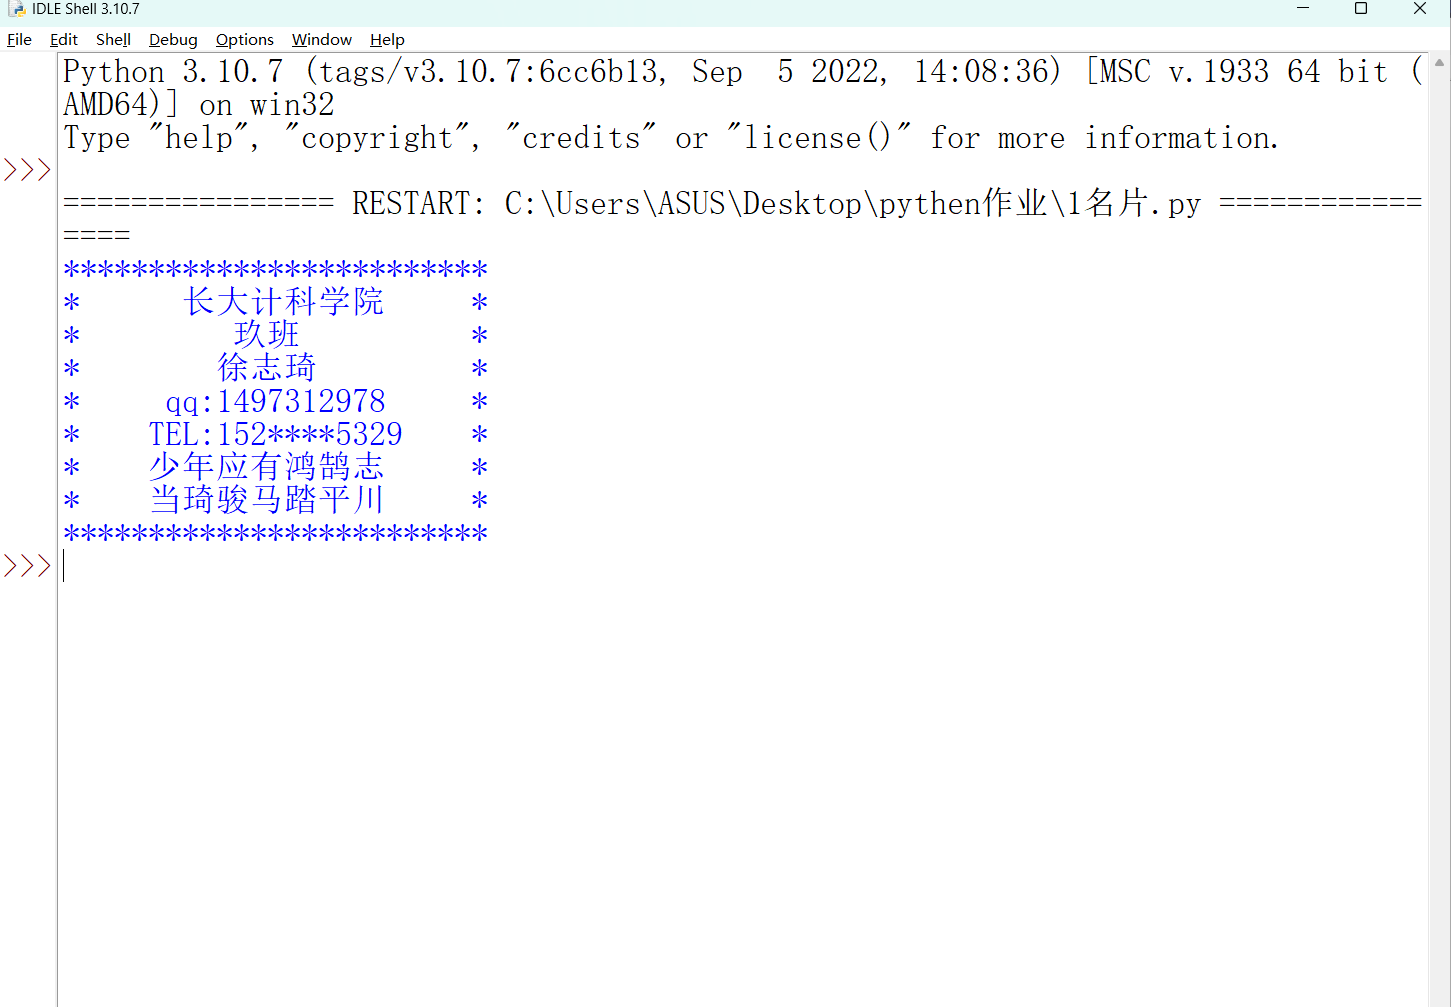 IDLE Shell 3.10.7
File Edit Shell Debug Options Window Help
Python 3.10.7 (tags/v3.10.7:6cc6b13, Sep  5 2022, 14:08:36) [MSC v.1933 64 bit (
AMD64)] on win32
Type "help", "copyright", "credits" or "license()" for more information.
>>>
================ RESTART: C:\Users\ASUS\Desktop\pythen作业\1名片.py ============
====
*************************
*      长大计科学院     *
*         玖班          *
*        徐志琦         *
*     qq:1497312978     *
*    TEL:152****5329    *
*    少年应有鸿鹄志     *
*    当琦骏马踏平川     *
*************************
>>>